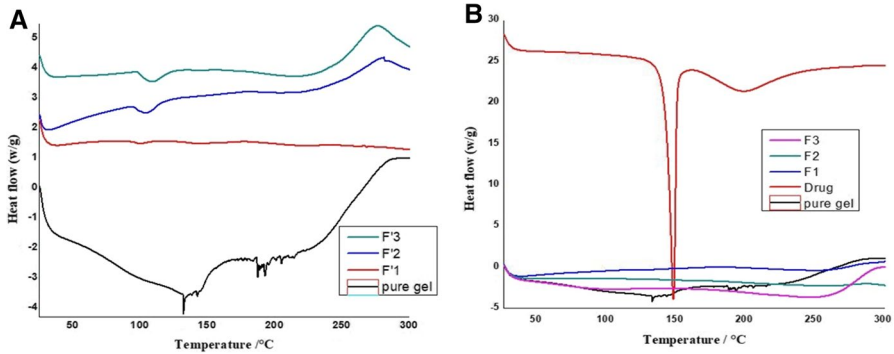 A
Heat flow (w/g)
5
4
3
2
1
0
-1
-2
-3
-4
50 100 150 200 250 300
Temperature /°C
F'3
F'2
F'1
pure gel
B
Heat flow (w/g)
30
25
20
15
10
5
0
-5
50 100 150 200 250 300
Temperature / °C
F3
F2
F1
Drug
pure gel